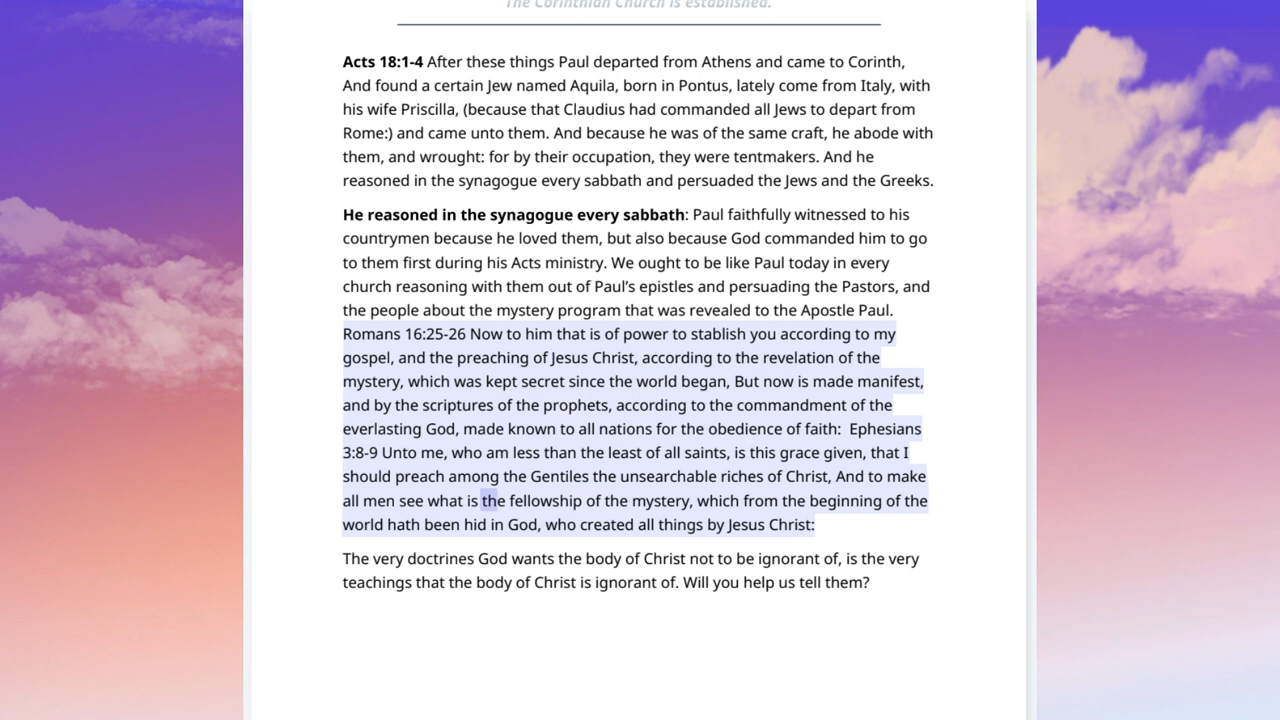 The Corinthian Church is established.
Acts 18:1-4 After these things Paul departed from Athens and came to Corinth,
And found a certain Jew named Aquila, born in Pontus, lately come from Italy, with
his wife Priscilla, (because that Claudius had commanded all Jews to depart from
Rome:) and came unto them. And because he was of the same craft, he abode with
them, and wrought: for by their occupation, they were tentmakers. And he
reasoned in the synagogue every sabbath and persuaded the Jews and the Greeks.
He reasoned in the synagogue every sabbath: Paul faithfully witnessed to his
countrymen because he loved them, but also because God commanded him to go
to them first during his Acts ministry. We ought to be like Paul today in every
church reasoning with them out of Paul’s epistles and persuading the Pastors, and
the people about the mystery program that was revealed to the Apostle Paul.
Romans 16:25-26 Now to him that is of power to stablish you according to my
gospel, and the preaching of Jesus Christ, according to the revelation of the
mystery, which was kept secret since the world began, But now is made manifest,
and by the scriptures of the prophets, according to the commandment of the
everlasting God, made known to all nations for the obedience of faith:  Ephesians
3:8-9 Unto me, who am less than the least of all saints, is this grace given, that I
should preach among the Gentiles the unsearchable riches of Christ, And to make
all men see what is the fellowship of the mystery, which from the beginning of the
world hath been hid in God, who created all things by Jesus Christ:
The very doctrines God wants the body of Christ not to be ignorant of, is the very
teachings that the body of Christ is ignorant of. Will you help us tell them?